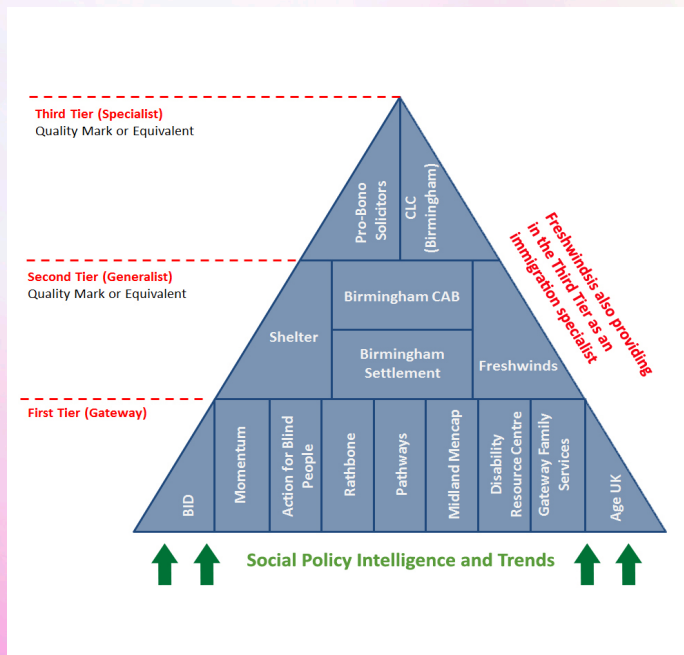 Third Tier (Specialist)
Quality Mark or Equivalent
Pro-Bono
Solicitors
CLC
(Birmingham)
Freshwindsis also providing
in the Third Tier as an
immigration specialist
Second Tier (Generalist)
Quality Mark or Equivalent
Shelter
Birmingham CAB
Birmingham
Settlement
Freshwinds
First Tier (Gateway)
BID
Momentum
Action for Blind
People
Rathbone
Pathways
Midland Mencap
Disability
Resource Centre
Gateway Family
Services
Age UK
Social Policy Intelligence and Trends